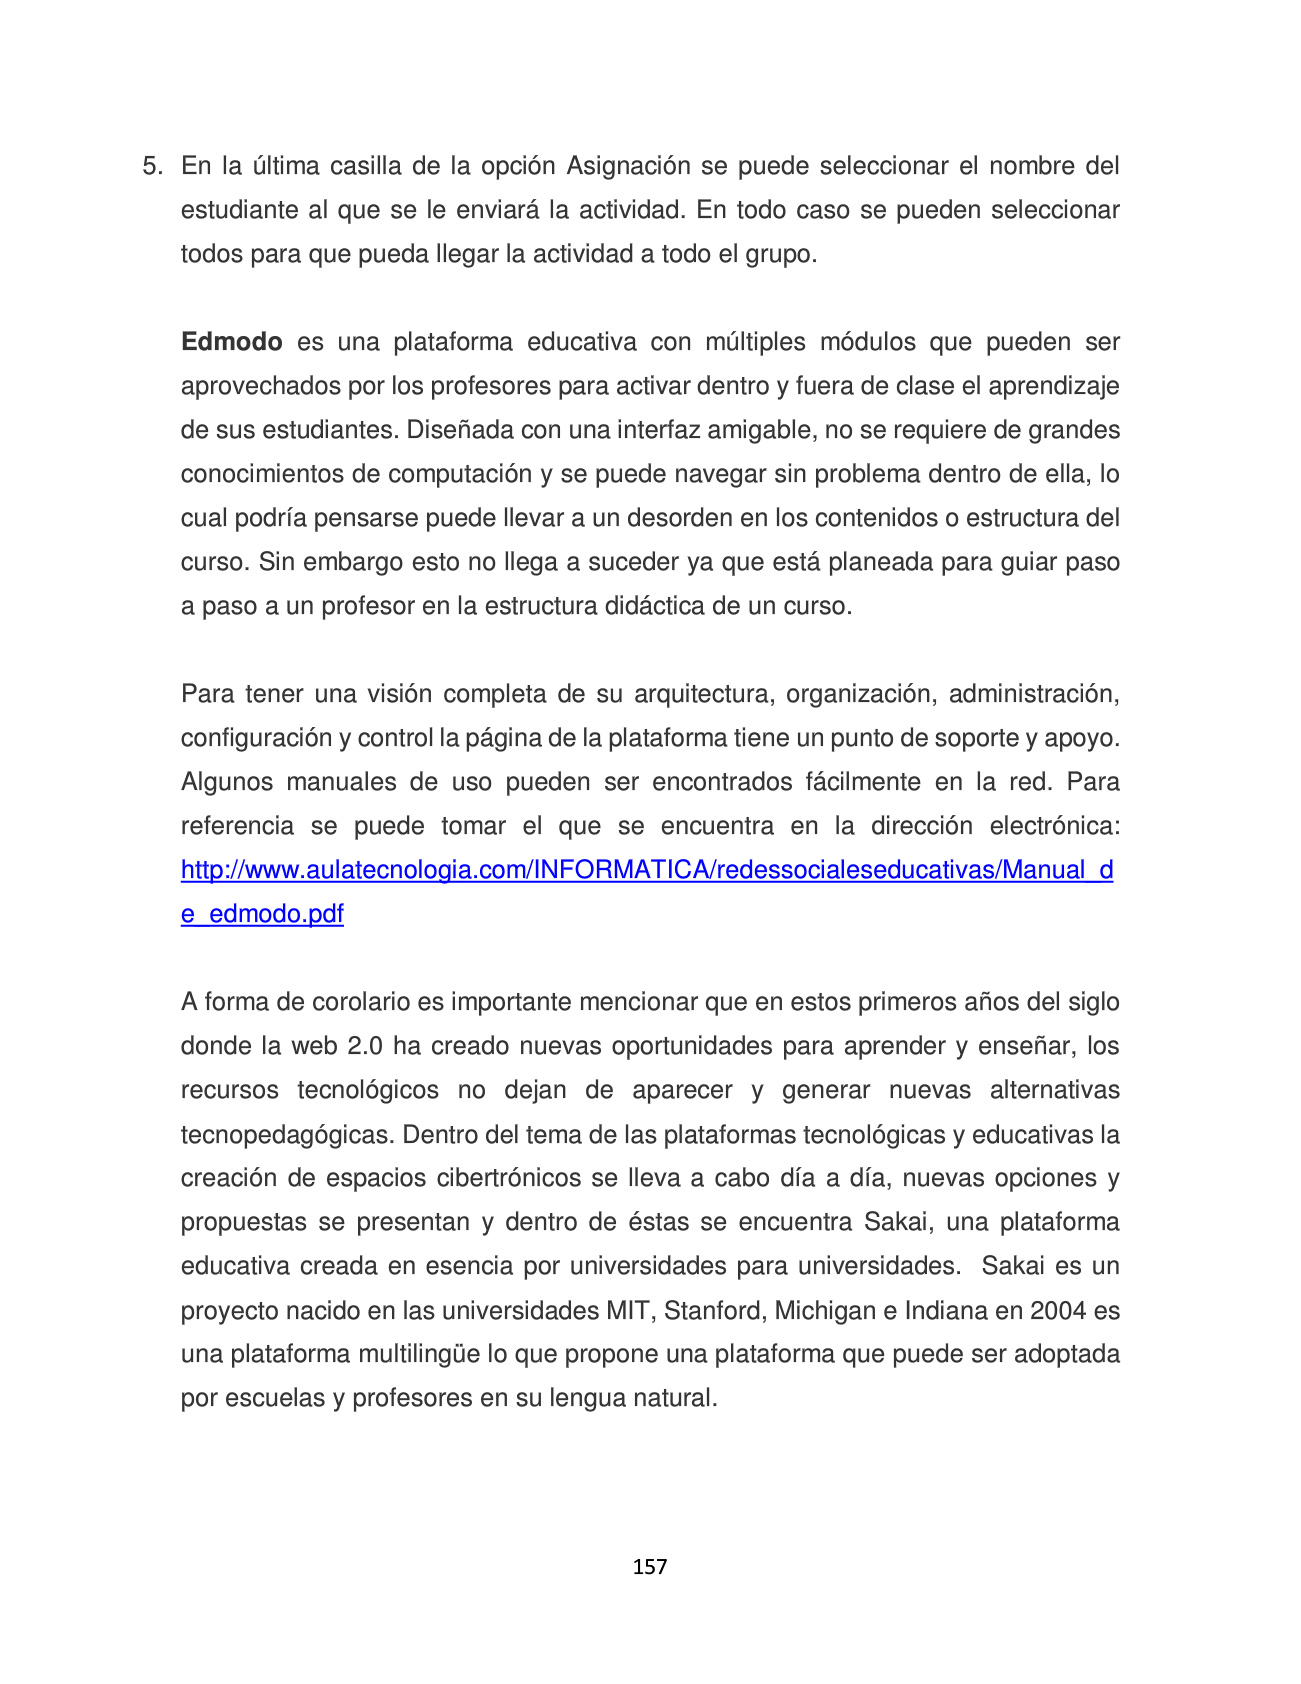 5. En la última casilla de la opción Asignación se puede seleccionar el nombre del
estudiante al que se le enviará la actividad. En todo caso se pueden seleccionar
todos para que pueda llegar la actividad a todo el grupo.
Edmodo es una plataforma educativa con múltiples módulos que pueden ser
aprovechados por los profesores para activar dentro y fuera de clase el aprendizaje
de sus estudiantes. Diseñada con una interfaz amigable, no se requiere de grandes
conocimientos de computación y se puede navegar sin problema dentro de ella, lo
cual podría pensarse puede llevar a un desorden en los contenidos o estructura del
curso. Sin embargo esto no llega a suceder ya que está planeada para guiar paso
a paso a un profesor en la estructura didáctica de un curso.
Para tener una visión completa de su arquitectura, organización, administración,
configuración y control la página de la plataforma tiene un punto de soporte y apoyo.
Algunos manuales de uso pueden ser encontrados fácilmente en la red. Para
referencia se puede tomar el que se encuentra en la dirección electrónica:
http://www.aulatecnologia.com/INFORMATICA/redessocialeseducativas/Manual_d
e_edmodo.pdf
A forma de corolario es importante mencionar que en estos primeros años del siglo
donde la web 2.0 ha creado nuevas oportunidades para aprender y enseñar, los
recursos tecnológicos no dejan de aparecer y generar nuevas alternativas
tecnopedagógicas. Dentro del tema de las plataformas tecnológicas y educativas la
creación de espacios cibertrónicos se lleva a cabo día a día, nuevas opciones y
propuestas se presentan y dentro de éstas se encuentra Sakai, una plataforma
educativa creada en esencia por universidades para universidades.  Sakai es un
proyecto nacido en las universidades MIT, Stanford, Michigan e Indiana en 2004 es
una plataforma multilingüe lo que propone una plataforma que puede ser adoptada
por escuelas y profesores en su lengua natural.
157